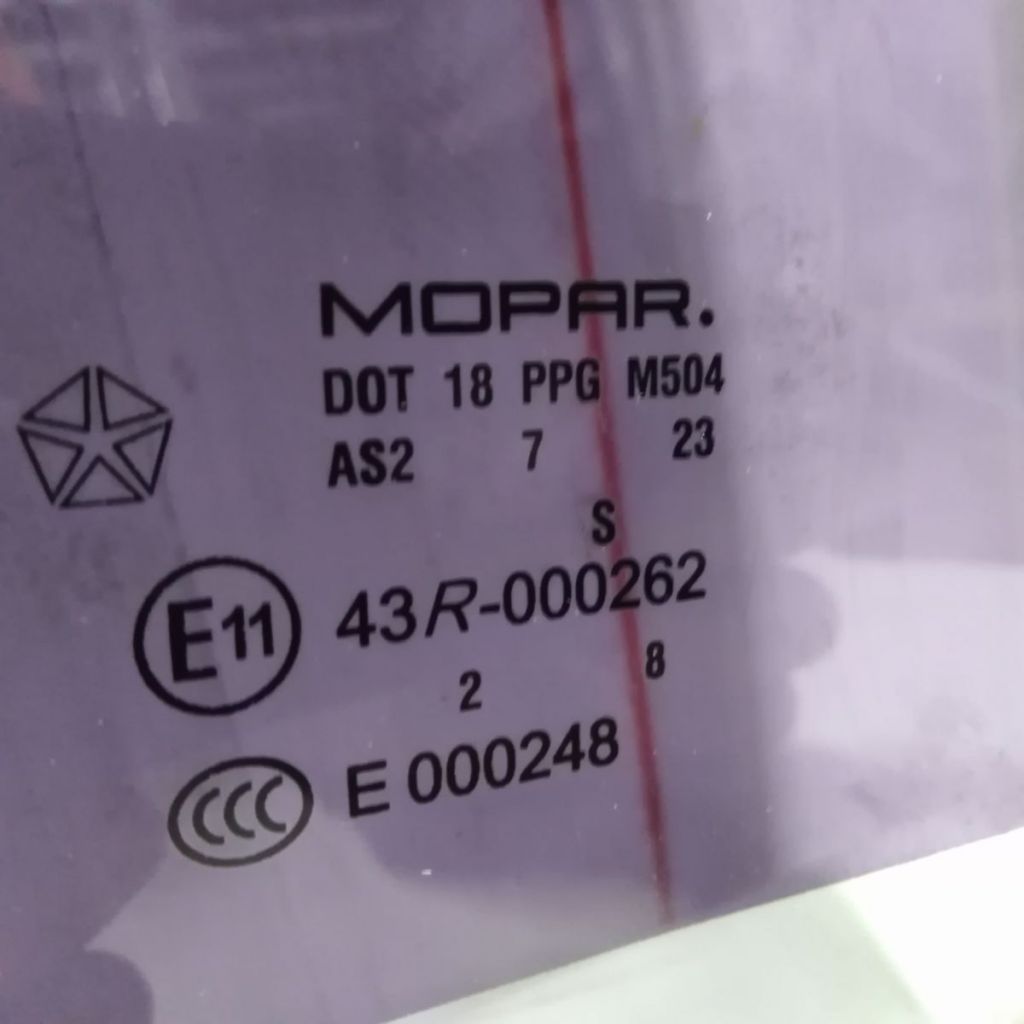 MOPAR.
DOT 18 PPG M504
AS2 7 23
S
E11 43R-000262
2 8
CCC E 000248